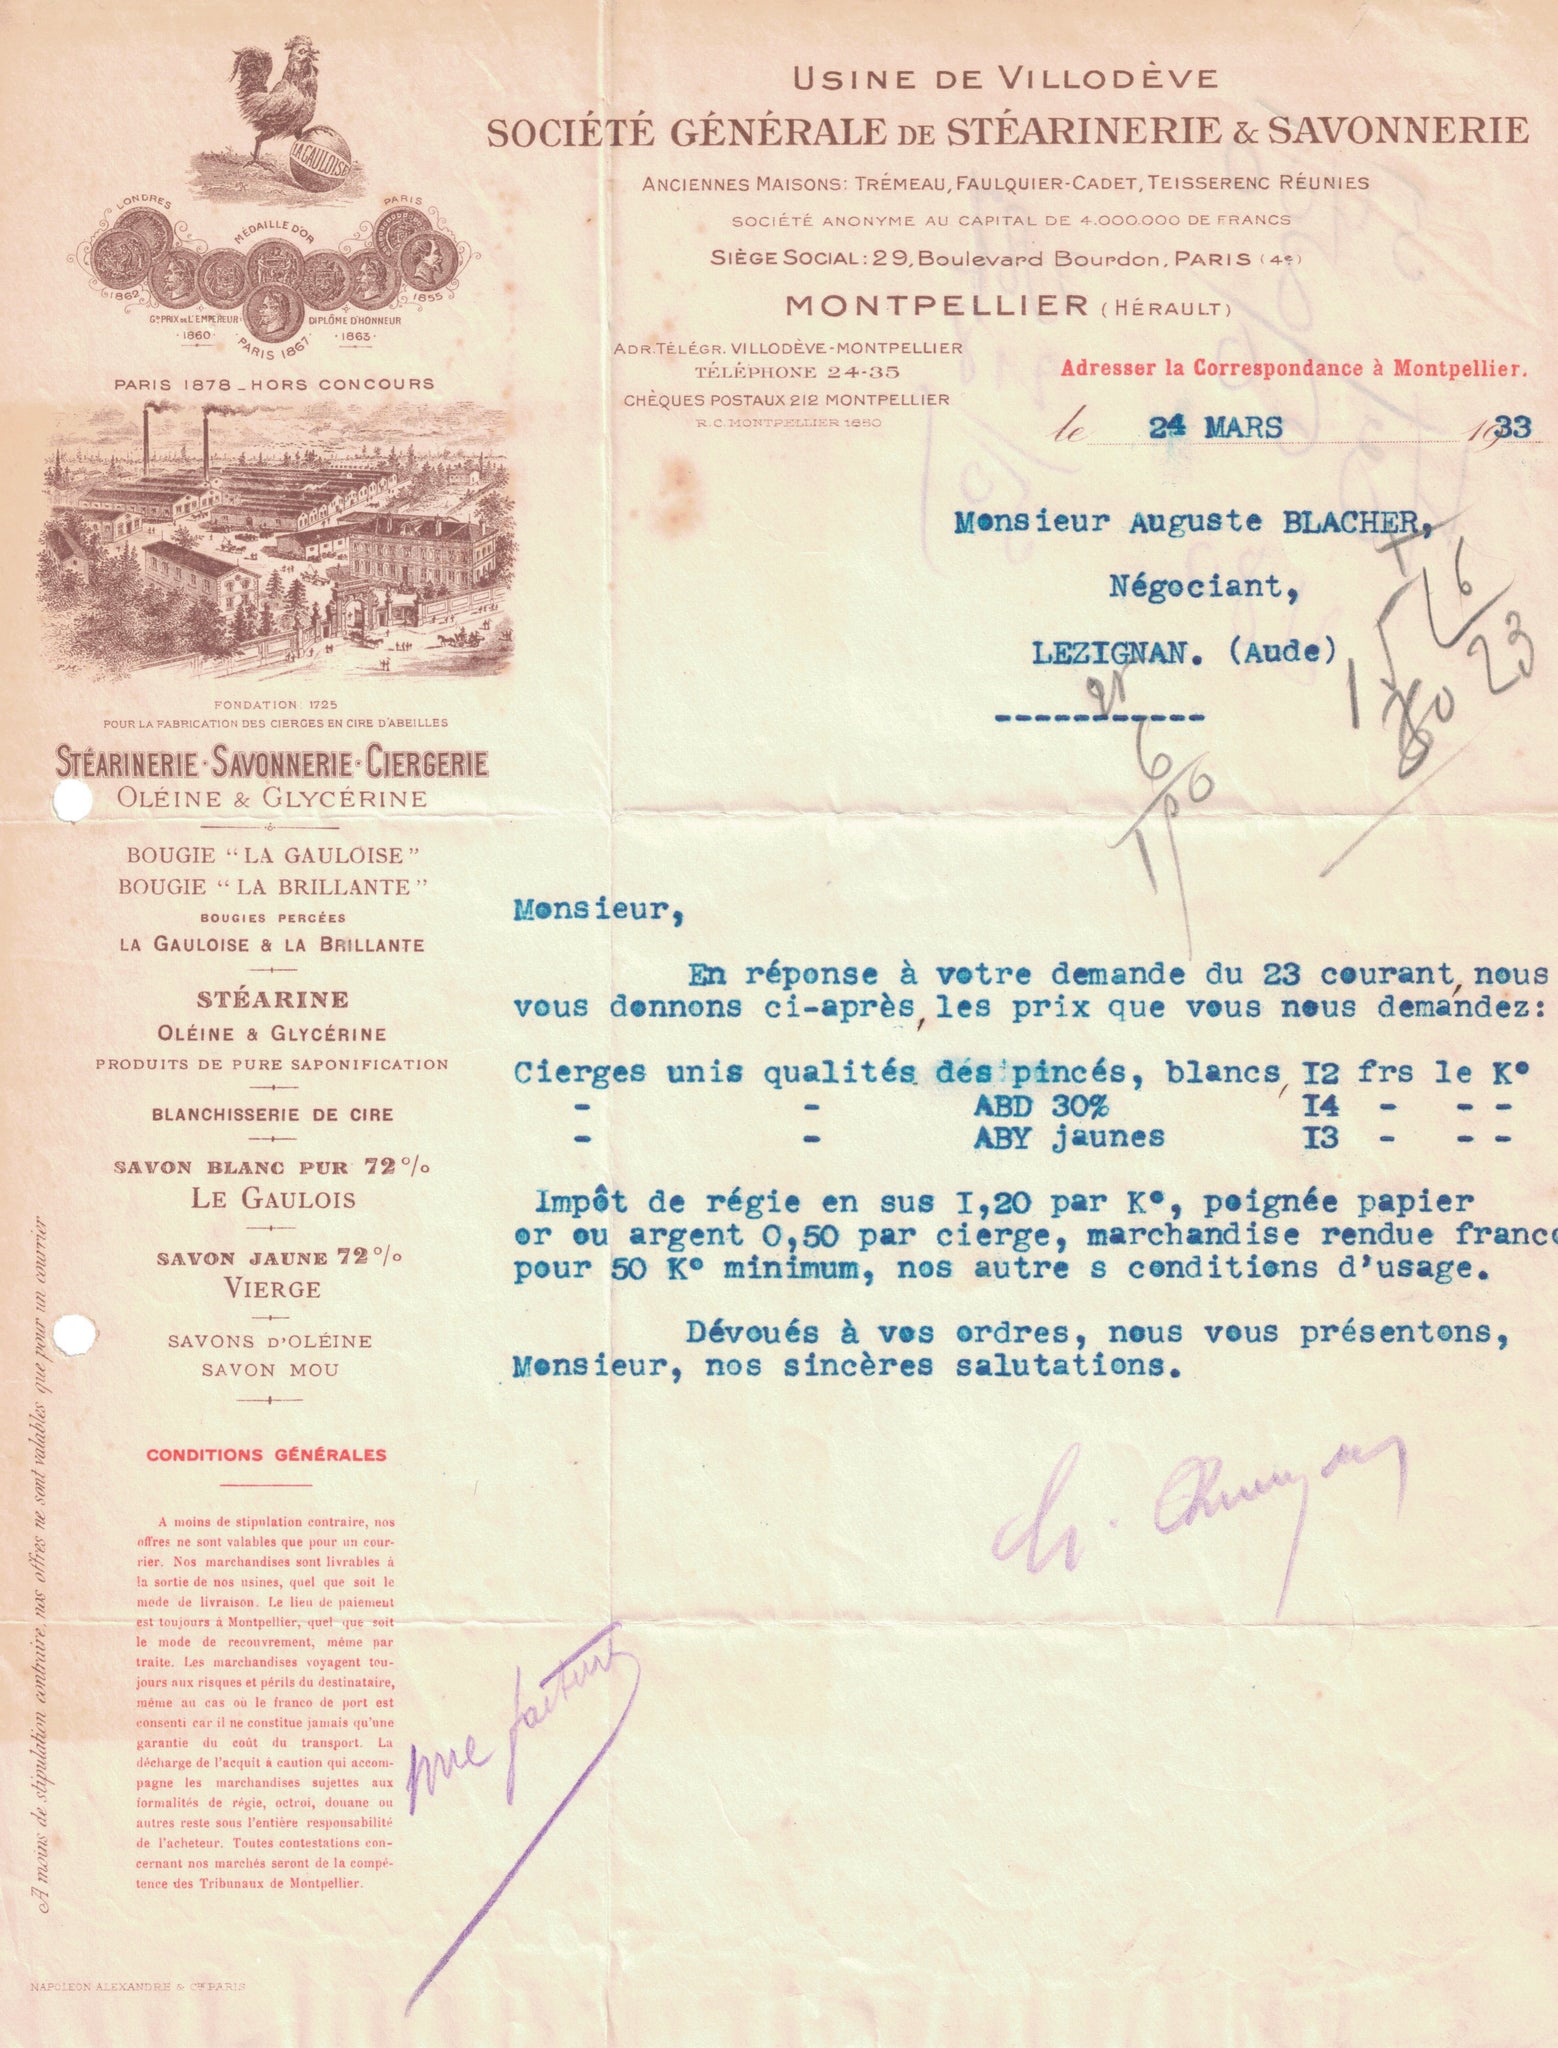 LA GAULOISE
LONDRES
MÉDAILLE D'OR
PARIS
1862
1855
Gᴰ PRIX DE L'EMPEREUR
1860
PARIS 1867
DIPLÔME D'HONNEUR
1863
PARIS 1878_HORS CONCOURS
FONDATION: 1725
POUR LA FABRICATION DES CIERGES EN CIRE D'ABEILLES
STÉARINERIE·SAVONNERIE·CIERGERIE
OLÉINE & GLYCÉRINE
BOUGIE "LA GAULOISE"
BOUGIE "LA BRILLANTE"
BOUGIES PERCÉES
LA GAULOISE & LA BRILLANTE
STÉARINE
OLÉINE & GLYCÉRINE
PRODUITS DE PURE SAPONIFICATION
BLANCHISSERIE DE CIRE
SAVON BLANC PUR 72%
LE GAULOIS
SAVON JAUNE 72%
VIERGE
SAVONS D'OLÉINE
SAVON MOU
CONDITIONS GÉNÉRALES
A moins de stipulation contraire, nos
offres ne sont valables que pour un cour-
rier. Nos marchandises sont livrables à
la sortie de nos usines, quel que soit le
mode de livraison. Le lieu de paiement
est toujours à Montpellier, quel que soit
le mode de recouvrement, même par
traite. Les marchandises voyagent tou-
jours aux risques et périls du destinataire,
même au cas où le franco de port est
consenti car il ne constitue jamais qu'une
garantie du coût du transport. La
décharge de l'acquit à caution qui accom-
pagne les marchandises sujettes aux
formalités de régie, octroi, douane ou
autres reste sous l'entière responsabilité
de l'acheteur. Toutes contestations con-
cernant nos marchés seront de la compé-
tence des Tribunaux de Montpellier.
A moins de stipulation contraire, nos offres ne sont valables que pour un courrier
NAPOLÉON ALEXANDRE & Cie PARIS
USINE DE VILLODÈVE
SOCIÉTÉ GÉNÉRALE DE STÉARINERIE & SAVONNERIE
ANCIENNES MAISONS: TRÉMEAU, FAULQUIER-CADET, TEISSERENC RÉUNIES
SOCIÉTÉ ANONYME AU CAPITAL DE 4.000.000 DE FRANCS
SIÈGE SOCIAL: 29, Boulevard Bourdon, PARIS (4e)
MONTPELLIER (HÉRAULT)
ADR. TÉLÉGR. VILLODÈVE-MONTPELLIER
TÉLÉPHONE 24-35
CHÈQUES POSTAUX 212 MONTPELLIER
R.C. MONTPELLIER 1650
Adresser la Correspondance à Montpellier.
le 24 MARS 1933
Monsieur Auguste BLACHER,
Négociant,
LEZIGNAN. (Aude)
-----------
16
23
6
Monsieur,
En réponse à votre demande du 23 courant, nous
vous donnons ci-après, les prix que vous nous demandez:
Cierges unis qualités des pincés, blancs, I2 frs le K°
- - ABD 30% I4 - - -
- - ABY jaunes I3 - - -
Impôt de régie en sus I,20 par K°, poignée papier
or ou argent 0,50 par cierge, marchandise rendue franco
pour 50 K° minimum, nos autre s conditions d'usage.
Dévoués à vos ordres, nous vous présentons,
Monsieur, nos sincères salutations.
une facture